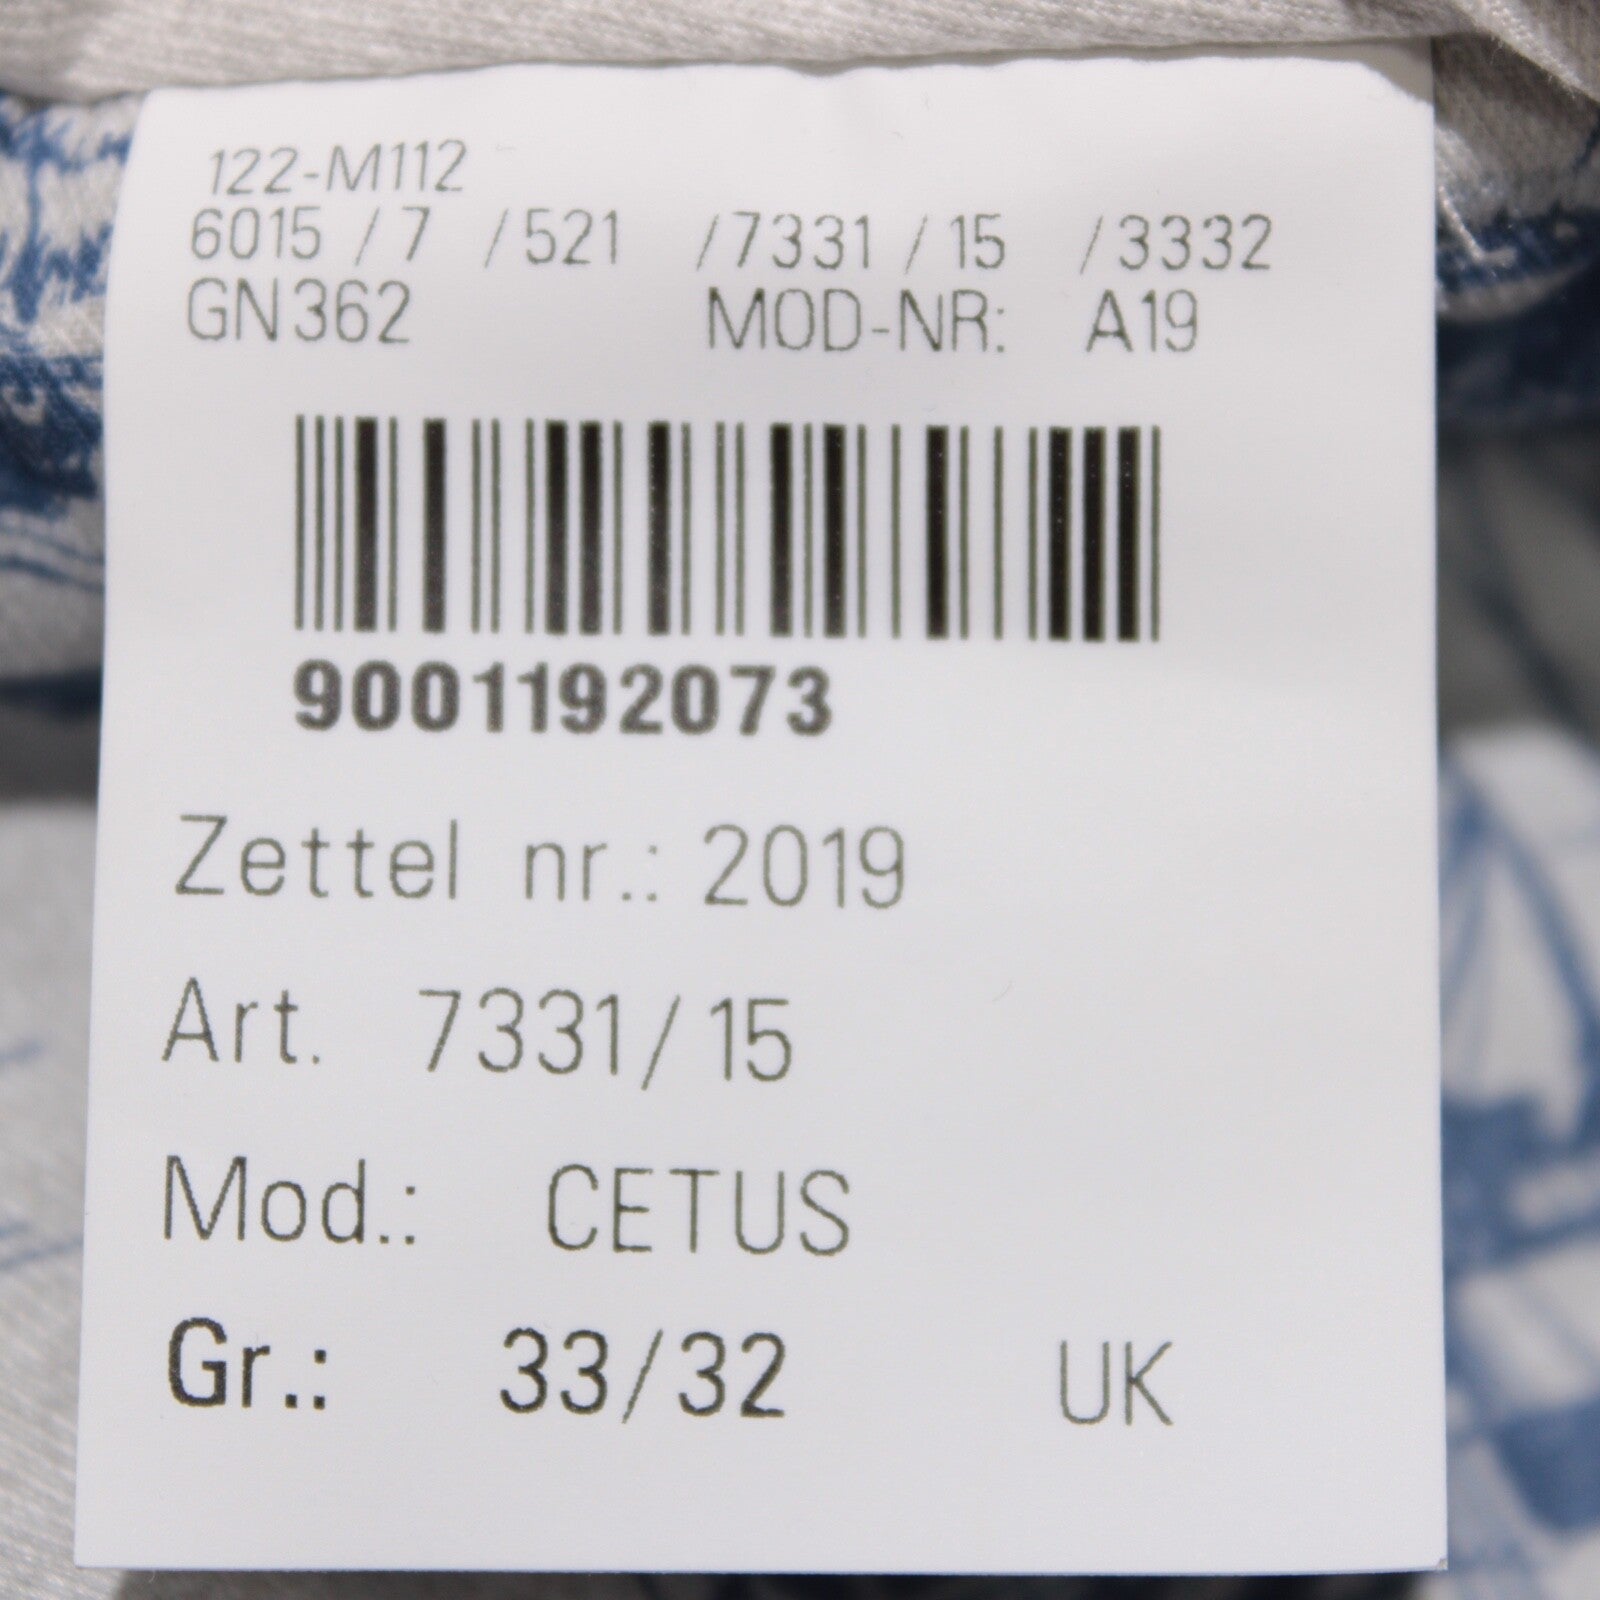 122-M112
6015 / 7 / 521 / 7331 / 15 / 3332
GN362 MOD-NR: A19
9001192073
Zettel nr.: 2019
Art. 7331/15
Mod.: CETUS
Gr.: 33/32 UK